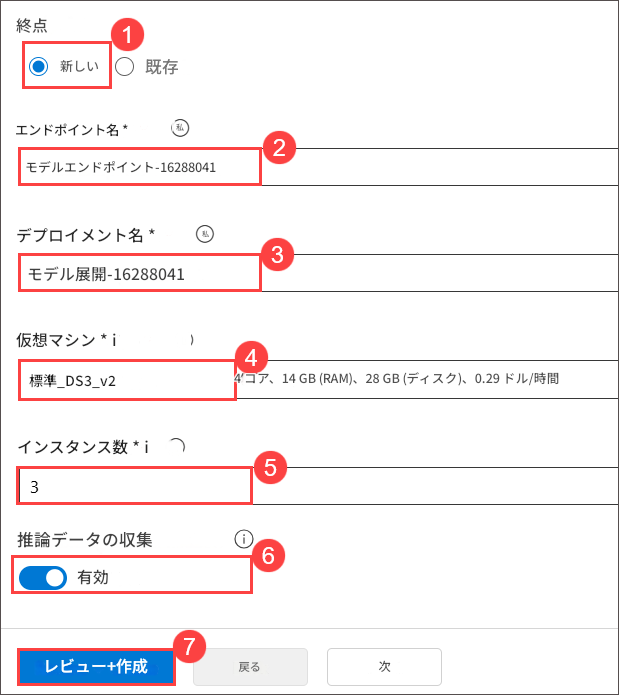 終点
1
新しい 既存
エンドポイント名 * 私
2
モデルエンドポイント-16288041
デプロイメント名 * 私
3
モデル展開-16288041
仮想マシン * i
4
標準_DS3_v2 4 コア、14 GB (RAM)、28 GB (ディスク)、0.29 ドル/時間
インスタンス数 * i
5
3
推論データの収集 i
6
有効
7
レビュー+作成 戻る 次